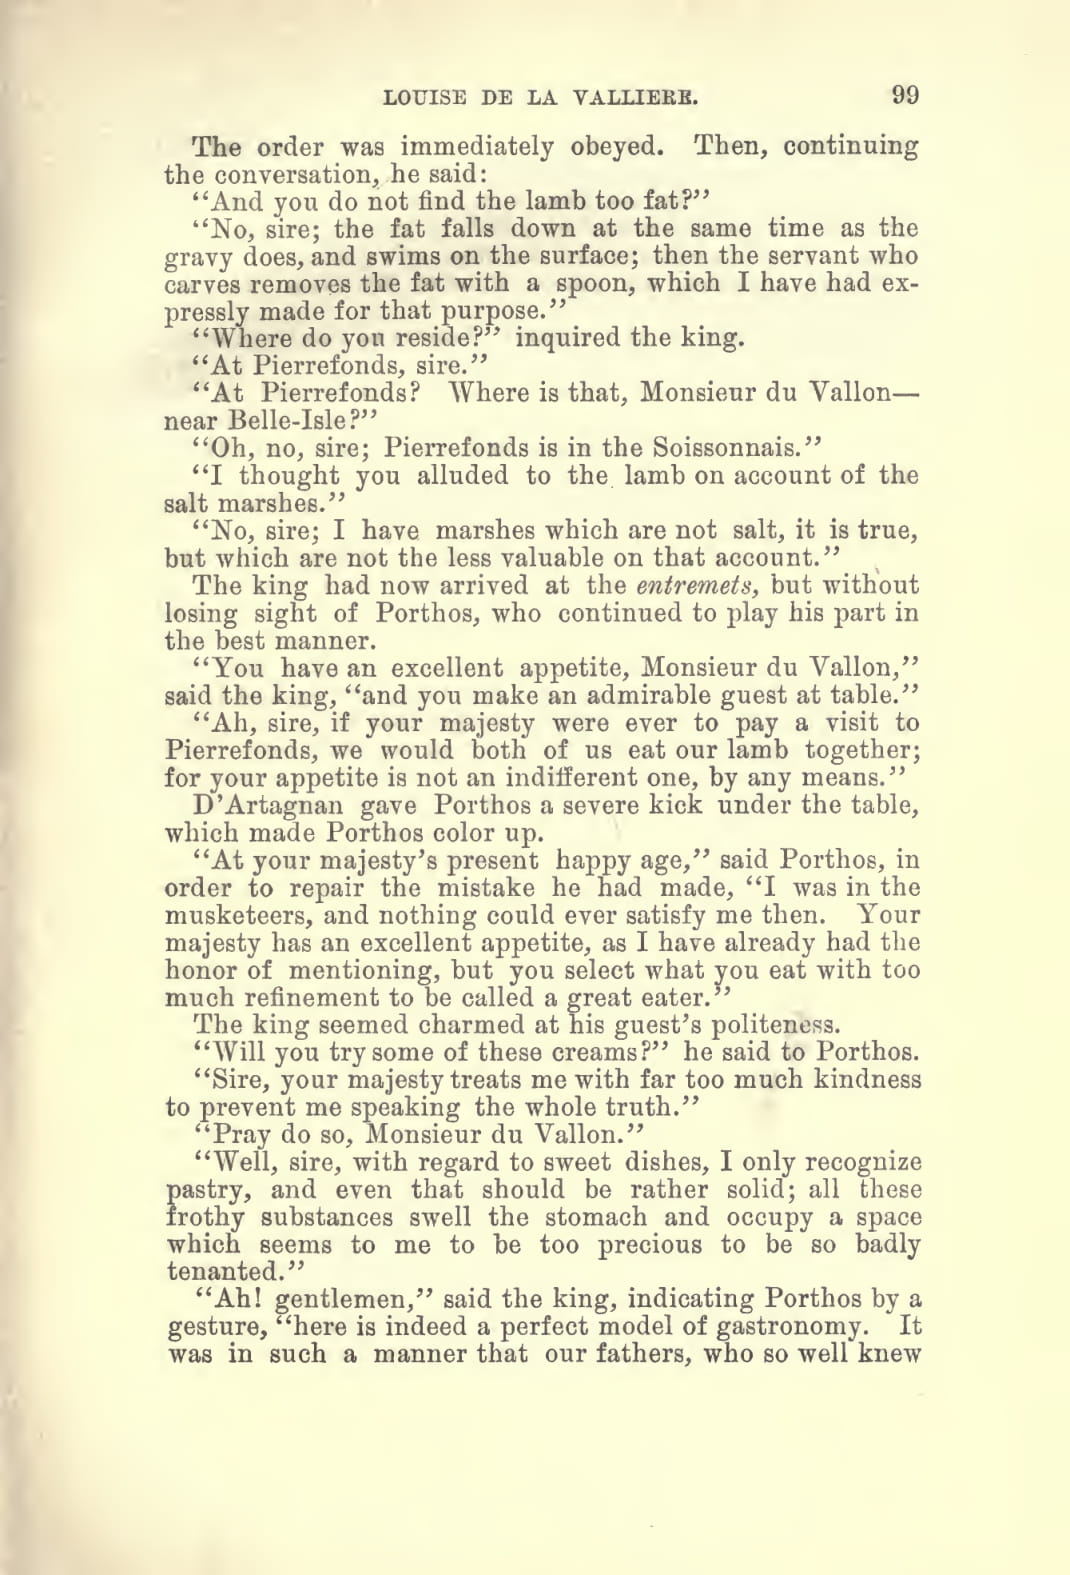 LOUISE DE LA VALLIERE. 99
The order was immediately obeyed. Then, continuing
the conversation, he said:
“And you do not find the lamb too fat?”
“No, sire; the fat falls down at the same time as the
gravy does, and swims on the surface; then the servant who
carves removes the fat with a spoon, which I have had ex-
pressly made for that purpose.”
“Where do you reside?” inquired the king.
“At Pierrefonds, sire.”
“At Pierrefonds? Where is that, Monsieur du Vallon—
near Belle-Isle?”
“Oh, no, sire; Pierrefonds is in the Soissonnais.”
“I thought you alluded to the lamb on account of the
salt marshes.”
“No, sire; I have marshes which are not salt, it is true,
but which are not the less valuable on that account.”
The king had now arrived at the entremets, but without
losing sight of Porthos, who continued to play his part in
the best manner.
“You have an excellent appetite, Monsieur du Vallon,”
said the king, “and you make an admirable guest at table.”
“Ah, sire, if your majesty were ever to pay a visit to
Pierrefonds, we would both of us eat our lamb together;
for your appetite is not an indifferent one, by any means.”
D’Artagnan gave Porthos a severe kick under the table,
which made Porthos color up.
“At your majesty’s present happy age,” said Porthos, in
order to repair the mistake he had made, “I was in the
musketeers, and nothing could ever satisfy me then. Your
majesty has an excellent appetite, as I have already had the
honor of mentioning, but you select what you eat with too
much refinement to be called a great eater.”
The king seemed charmed at his guest’s politeness.
“Will you try some of these creams?” he said to Porthos.
“Sire, your majesty treats me with far too much kindness
to prevent me speaking the whole truth.”
“Pray do so, Monsieur du Vallon.”
“Well, sire, with regard to sweet dishes, I only recognize
pastry, and even that should be rather solid; all these
frothy substances swell the stomach and occupy a space
which seems to me to be too precious to be so badly
tenanted.”
“Ah! gentlemen,” said the king, indicating Porthos by a
gesture, “here is indeed a perfect model of gastronomy. It
was in such a manner that our fathers, who so well knew